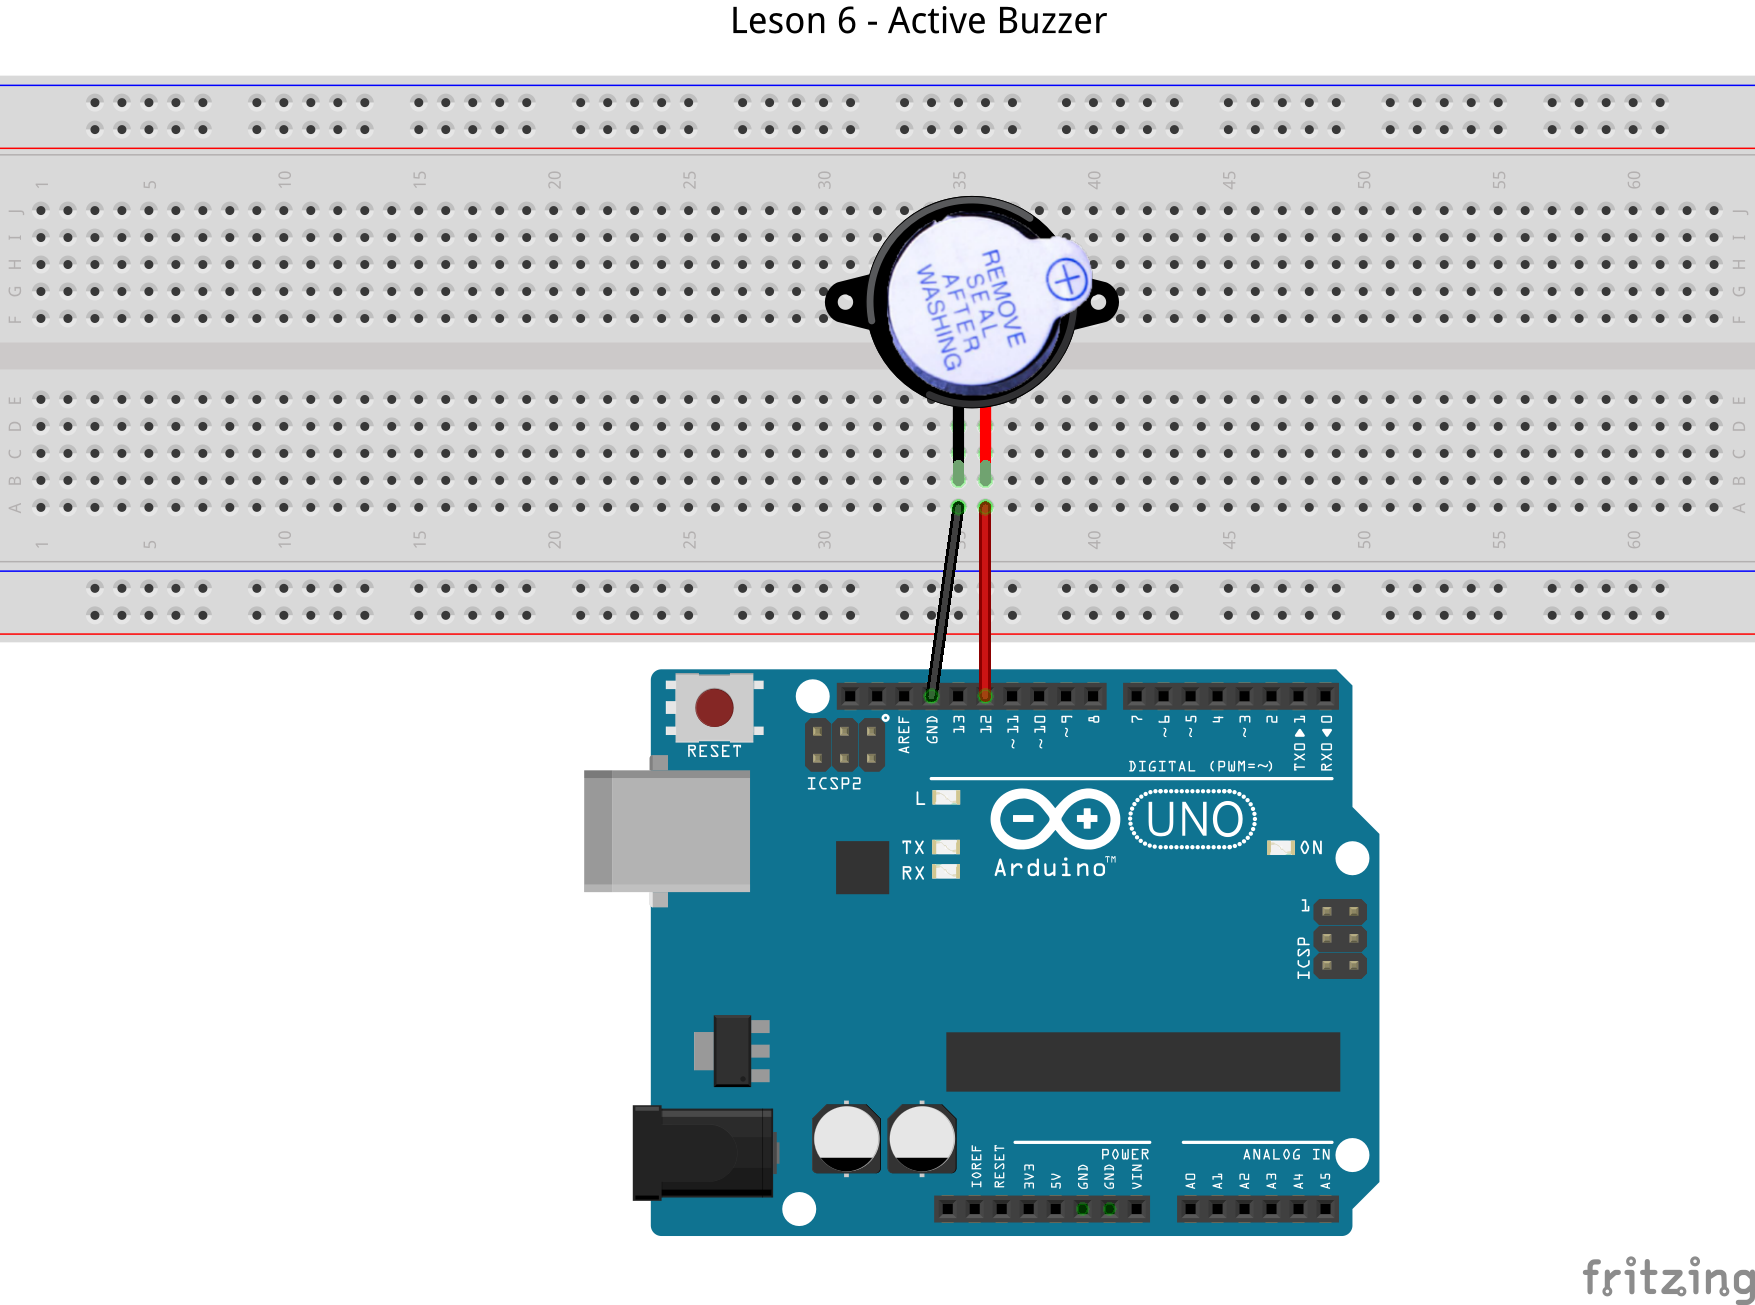 Leson 6 - Active Buzzer
1 5 10 15 20 25 30 35 40 45 50 55 60
J J
I I
H H
G G
F F
REMOVE
SEAL
AFTER
WASHING
E E
D D
C C
B B
A A
1 5 10 15 20 25 30 35 40 45 50 55 60
RESET
ICSP2
AREF GND 13 12 ~11 ~10 ~9 8 7 ~6 ~5 4 ~3 2 TX0▶1 RX0◀0
DIGITAL (PWM=~)
L
TX
RX
UNO
Arduino™
ON
1
ICSP
POWER
ANALOG IN
IOREF RESET 3V3 5V GND GND VIN A0 A1 A2 A3 A4 A5
fritzing